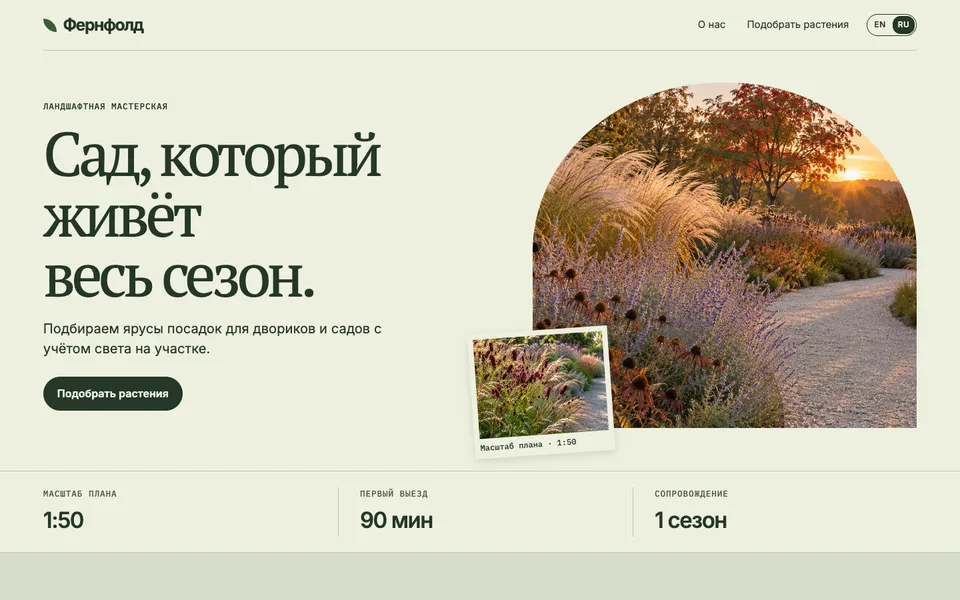 Фернфолд
О нас
Подобрать растения
EN
RU
ЛАНДШАФТНАЯ МАСТЕРСКАЯ
Сад, который
живёт
весь сезон.
Подбираем ярусы посадок для двориков и садов с
учётом света на участке.
Подобрать растения
Масштаб плана · 1:50
МАСШТАБ ПЛАНА
1:50
ПЕРВЫЙ ВЫЕЗД
90 мин
СОПРОВОЖДЕНИЕ
1 сезон